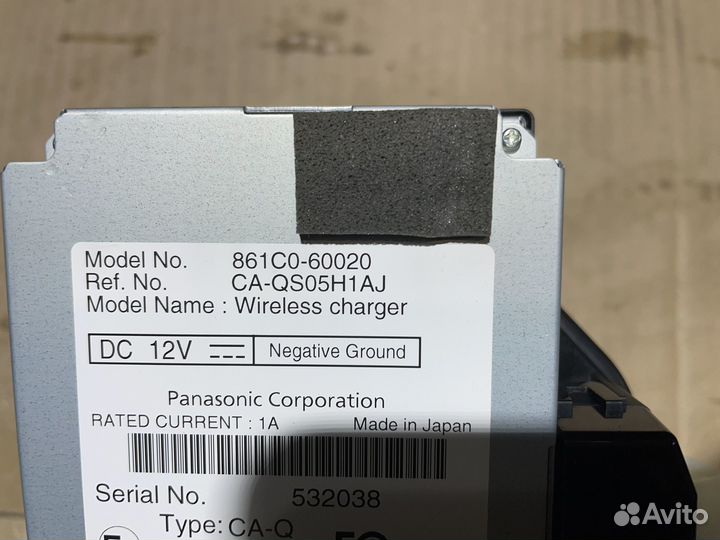 Model No. 861C0-60020
Ref. No. CA-QS05H1AJ
Model Name : Wireless charger
DC 12V Negative Ground
Panasonic Corporation
RATED CURRENT : 1A Made in Japan
Serial No. 532038
Type: CA-Q
Avito